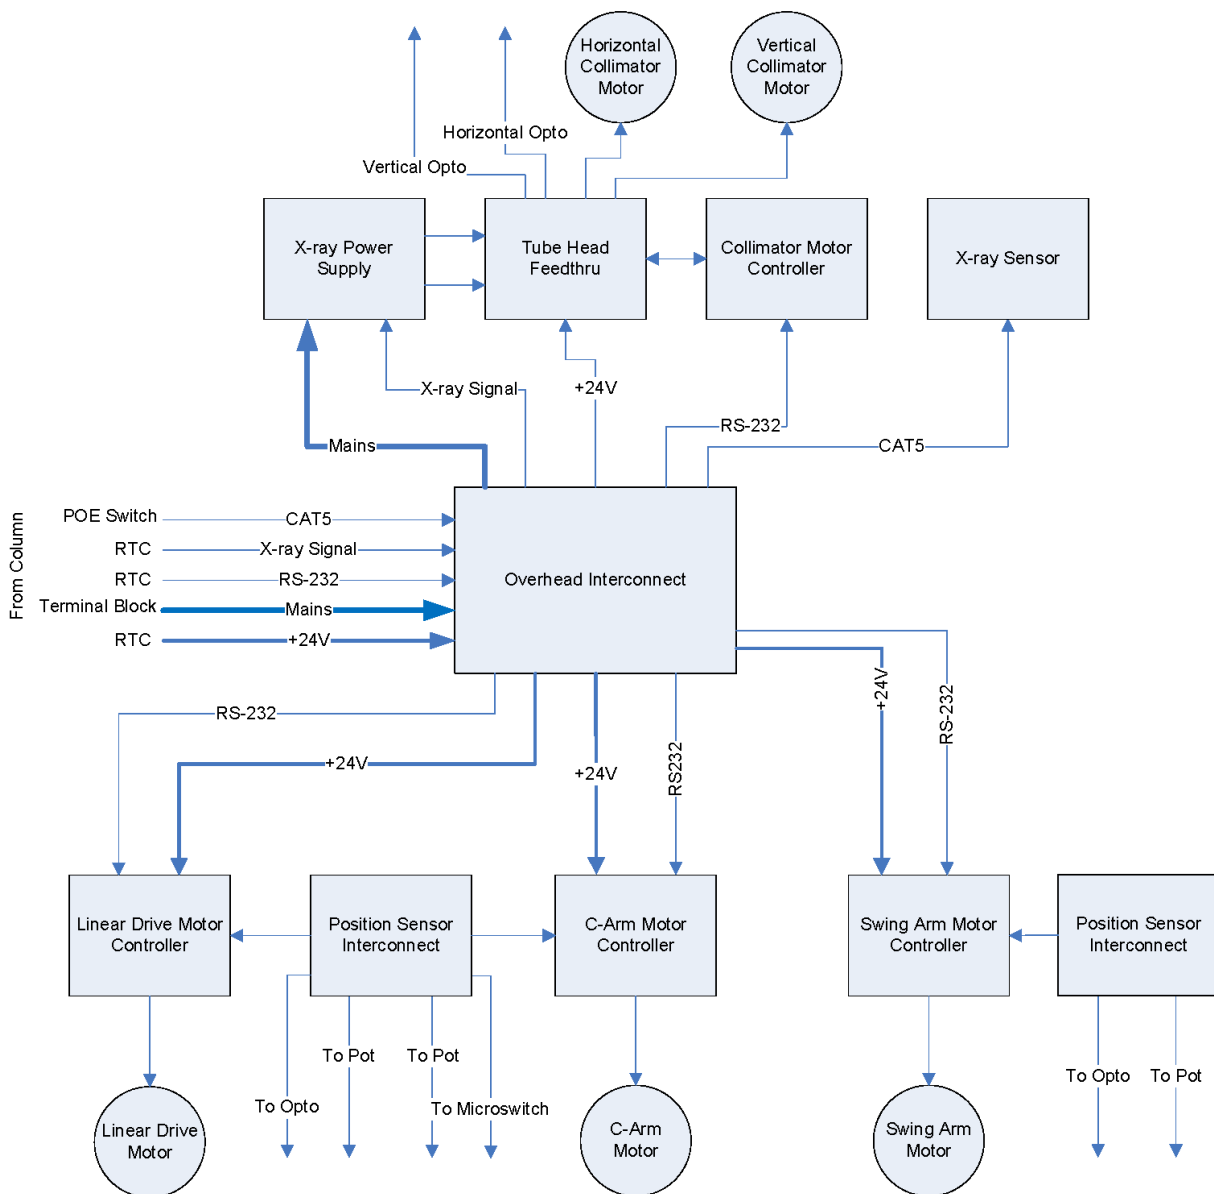 Horizontal
Collimator
Motor
Vertical
Collimator
Motor
Horizontal Opto
Vertical Opto
X-ray Power
Supply
Tube Head
Feedthru
Collimator Motor
Controller
X-ray Sensor
X-ray Signal
+24V
RS-232
Mains
CAT5
From Column
POE Switch
CAT5
RTC
X-ray Signal
RTC
RS-232
Terminal Block
Mains
RTC
+24V
Overhead Interconnect
RS-232
+24V
+24V
RS232
+24V
RS-232
Linear Drive Motor
Controller
Position Sensor
Interconnect
C-Arm Motor
Controller
Swing Arm Motor
Controller
Position Sensor
Interconnect
To Opto
To Pot
To Pot
To Microswitch
To Opto
To Pot
Linear Drive
Motor
C-Arm
Motor
Swing Arm
Motor